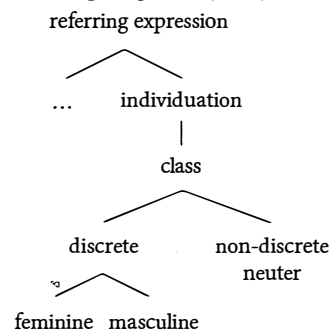 referring expression
... individuation
class
discrete non-discrete
neuter
feminine masculine